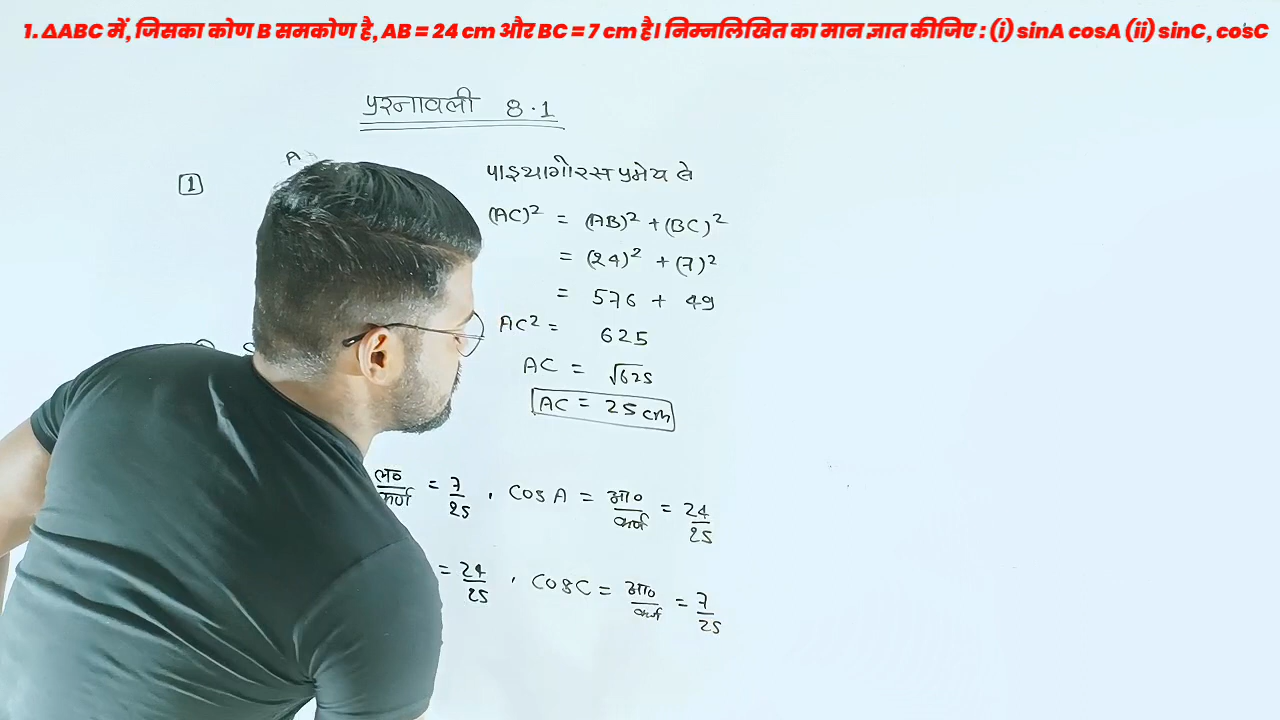 1. ΔABC में, जिसका कोण B समकोण है, AB = 24 cm और BC = 7 cm है। निम्नलिखित का मान ज्ञात कीजिए : (i) sinA cosA (ii) sinC, cosC
प्रश्नावली 8.1
1
A
पाइथागोरस प्रमेय से
(AC)² = (AB)² + (BC)²
= (24)² + (7)²
= 576 + 49
AC² = 625
AC = √625
AC = 25 cm
ल०/कर्ण = 7/25 , COS A = आ०/कर्ण = 24/25
= 24/25 , COS C = आ०/कर्ण = 7/25